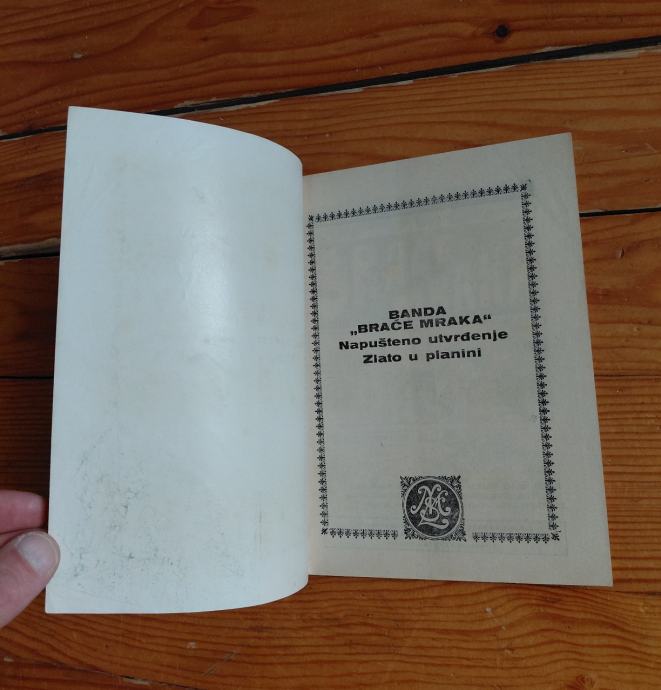 BANDA
„BRAĆE MRAKA“
Napušteno utvrđenje
Zlato u planini